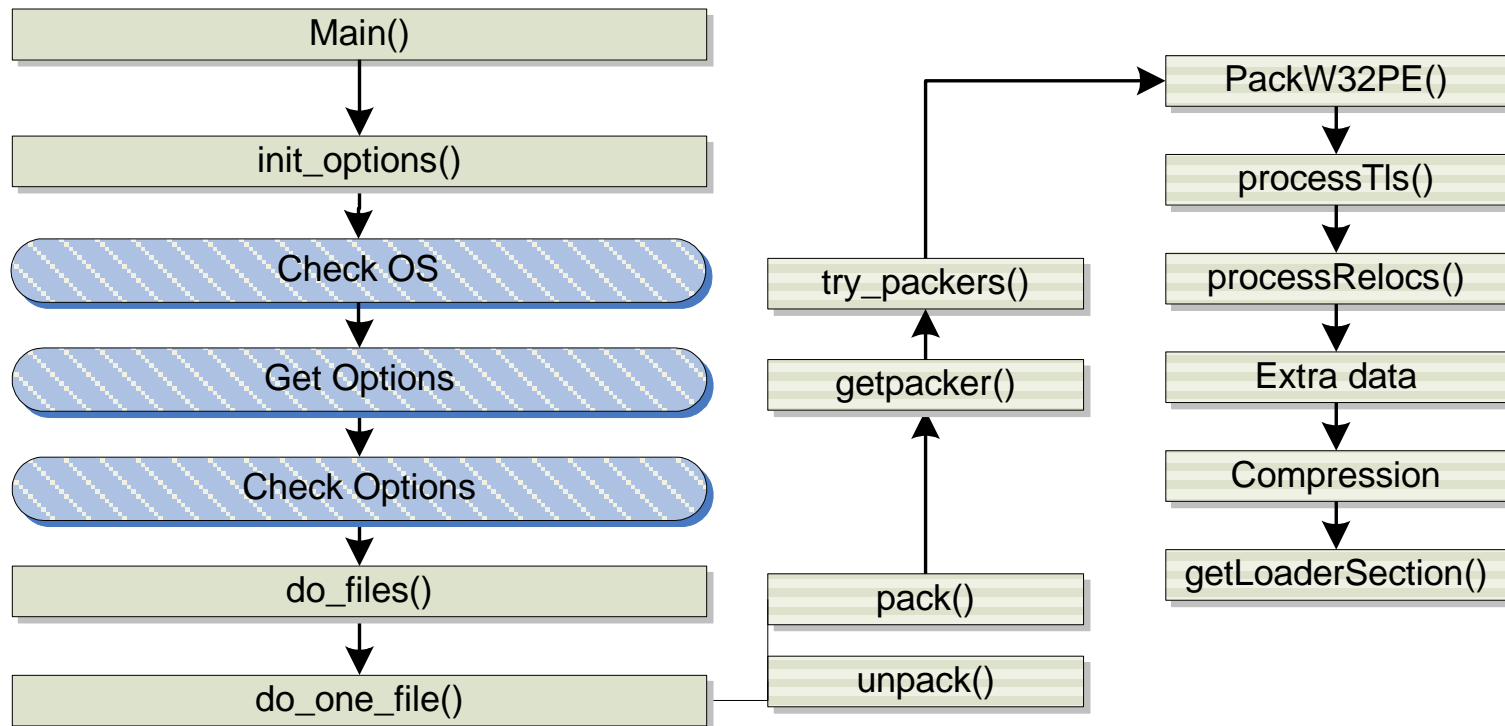 Main()
init_options()
Check OS
Get Options
Check Options
do_files()
do_one_file()
try_packers()
getpacker()
pack()
unpack()
PackW32PE()
processTls()
processRelocs()
Extra data
Compression
getLoaderSection()